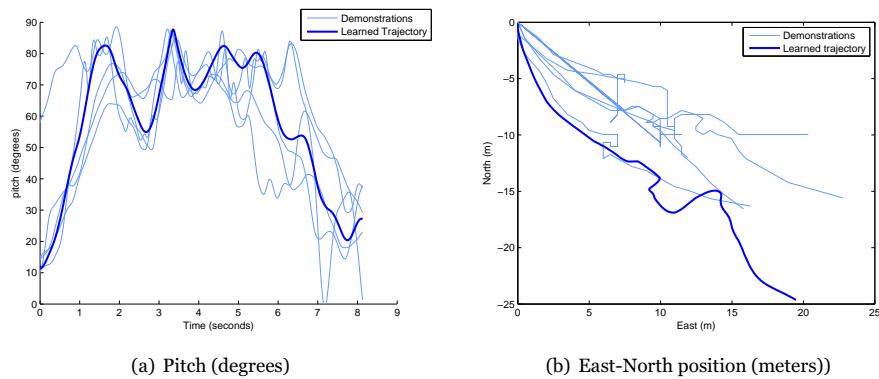 Demonstrations
Learned Trajectory
90
80
70
60
50
40
30
20
10
0
pitch (degrees)
0 1 2 3 4 5 6 7 8 9
Time (seconds)
(a) Pitch (degrees)
Demonstrations
Learned trajectory
0
−5
−10
−15
−20
−25
North (m)
0 5 10 15 20 25
East (m)
(b) East-North position (meters))